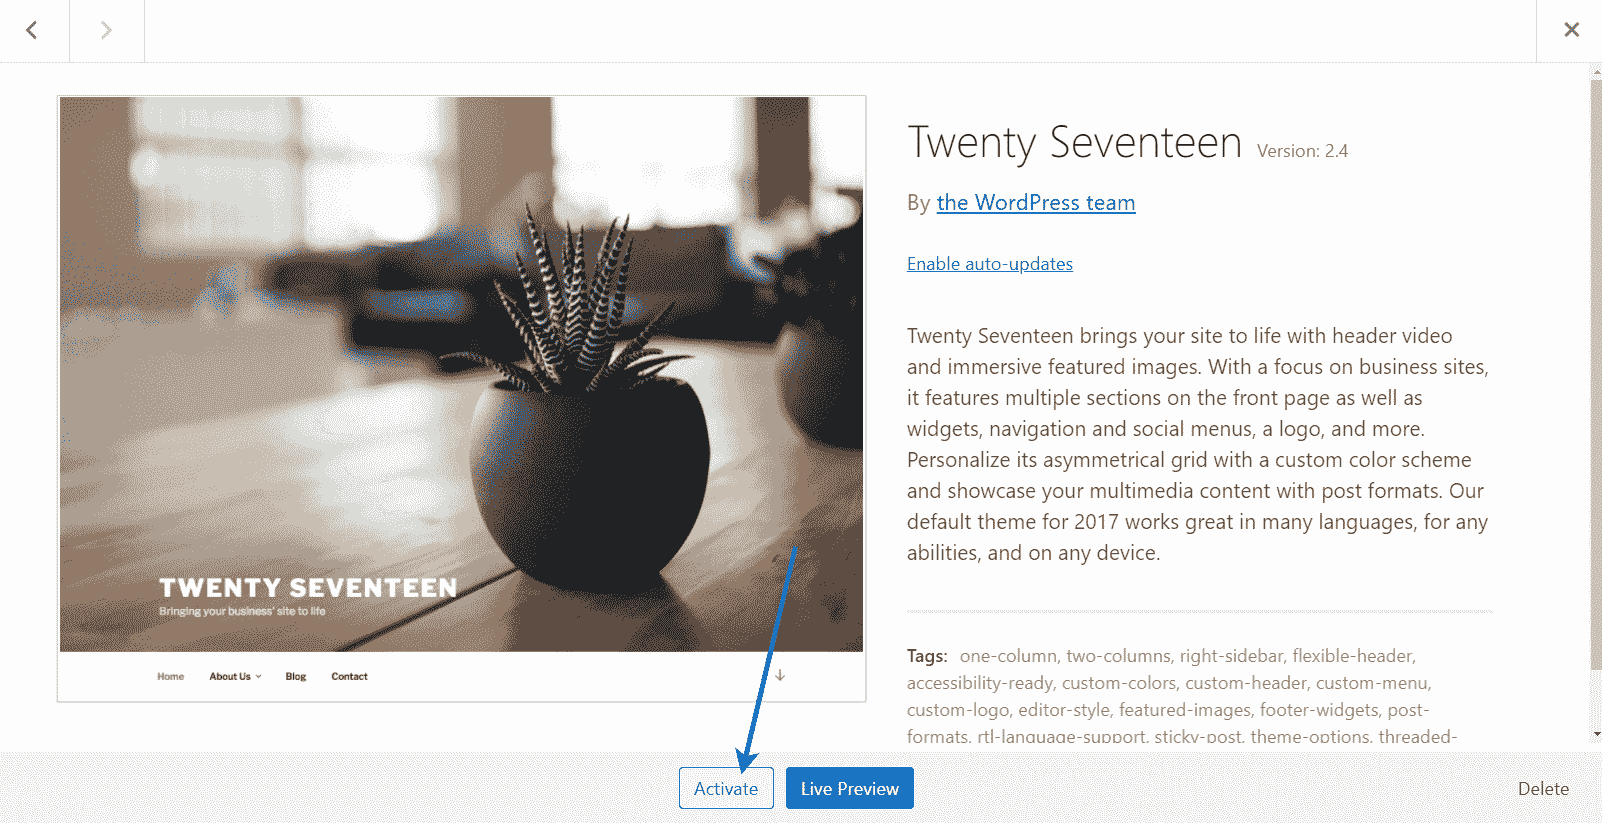 Twenty Seventeen Version: 2.4
By the WordPress team
Enable auto-updates
Twenty Seventeen brings your site to life with header video
and immersive featured images. With a focus on business sites,
it features multiple sections on the front page as well as
widgets, navigation and social menus, a logo, and more.
Personalize its asymmetrical grid with a custom color scheme
and showcase your multimedia content with post formats. Our
default theme for 2017 works great in many languages, for any
abilities, and on any device.
TWENTY SEVENTEEN
Bringing your business' site to life
Home About Us Blog Contact
Tags: one-column, two-columns, right-sidebar, flexible-header,
accessibility-ready, custom-colors, custom-header, custom-menu,
custom-logo, editor-style, featured-images, footer-widgets, post-
formats, rtl-language-support, sticky-post, theme-options, threaded-
Activate Live Preview Delete